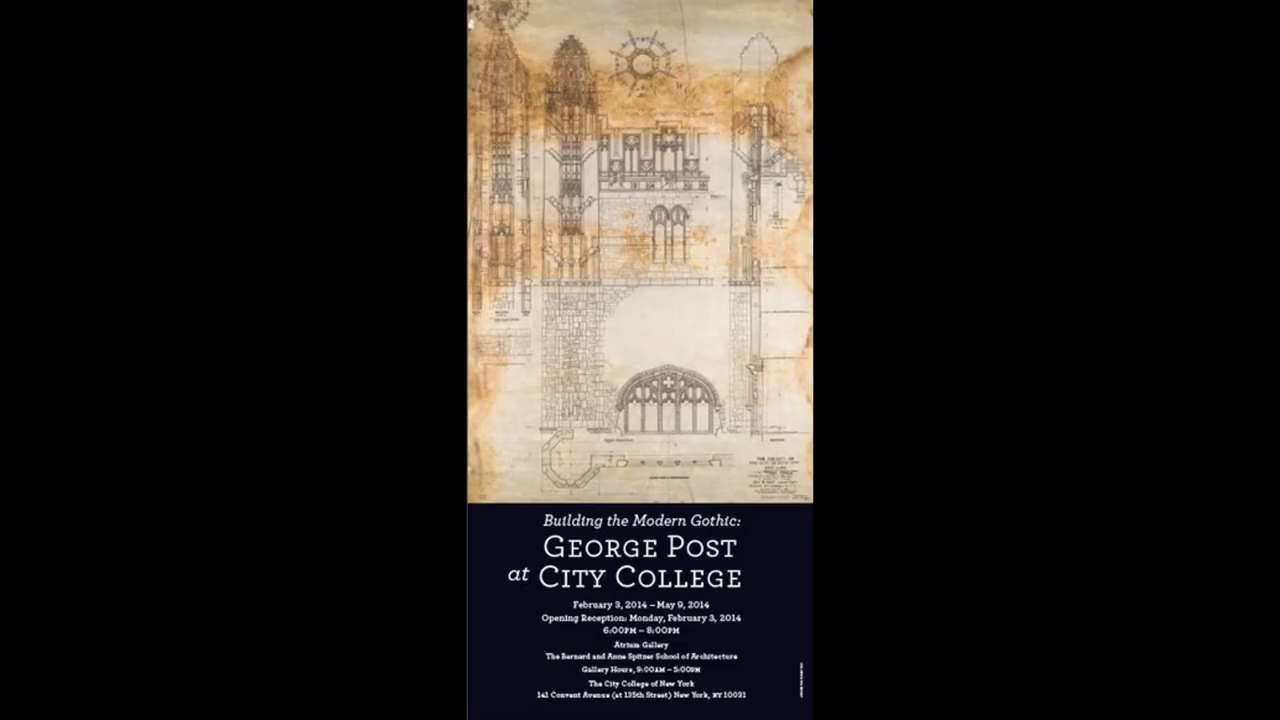 Building the Modern Gothic:
GEORGE POST
at CITY COLLEGE
February 3, 2014 – May 9, 2014
Opening Reception: Monday, February 3, 2014
6:00PM – 8:00PM
Atrium Gallery
The Bernard and Anne Spitzer School of Architecture
Gallery Hours, 9:00AM – 5:00PM
The City College of New York
141 Convent Avenue (at 135th Street) New York, NY 10031